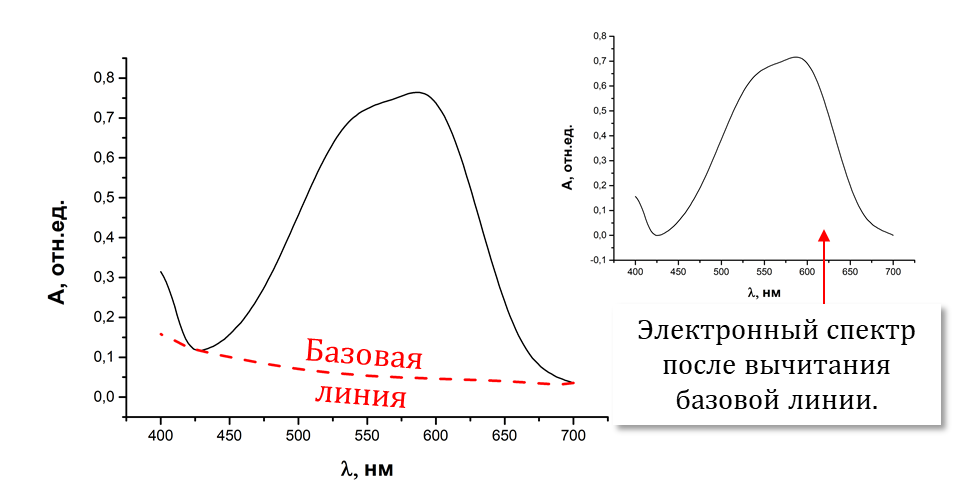 0,8
0,7
0,6
0,5
0,4
0,3
0,2
0,1
0,0
А, отн.ед.
400 450 500 550 600 650 700
λ, нм
Базовая
линия
0,8
0,7
0,6
0,5
0,4
0,3
0,2
0,1
0,0
-0,1
А, отн.ед.
400 450 500 550 600 650 700
λ, нм
Электронный спектр
после вычитания
базовой линии.